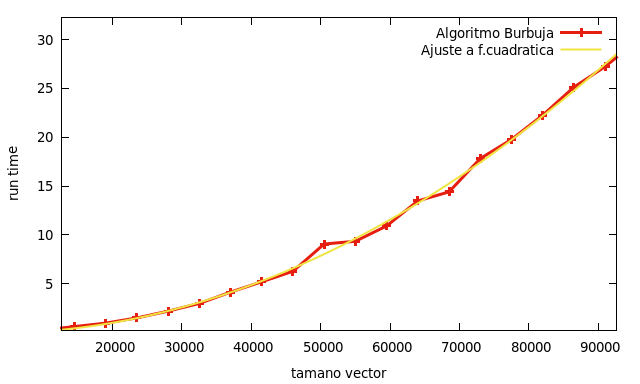 Algoritmo Burbuja
Ajuste a f.cuadratica
30
25
20
15
10
5
run time
20000 30000 40000 50000 60000 70000 80000 90000
tamano vector